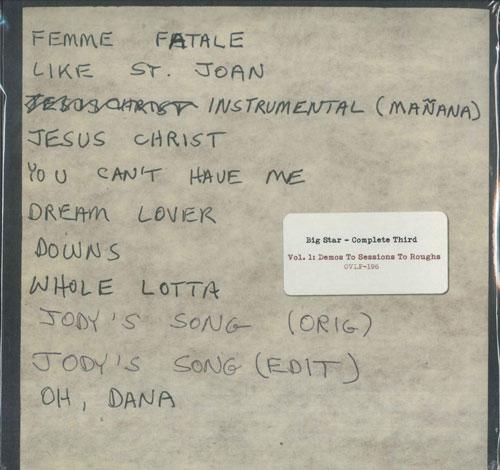 FEMME FATALE
LIKE ST. JOAN
JESUS CHRIST INSTRUMENTAL (MAÑANA)
JESUS CHRIST
YOU CAN'T HAVE ME
DREAM LOVER
DOWNS
WHOLE LOTTA
JODY'S SONG (ORIG)
JODY'S SONG (EDIT)
OH, DANA
Big Star - Complete Third
Vol. 1: Demos To Sessions To Roughs
OVLP-196